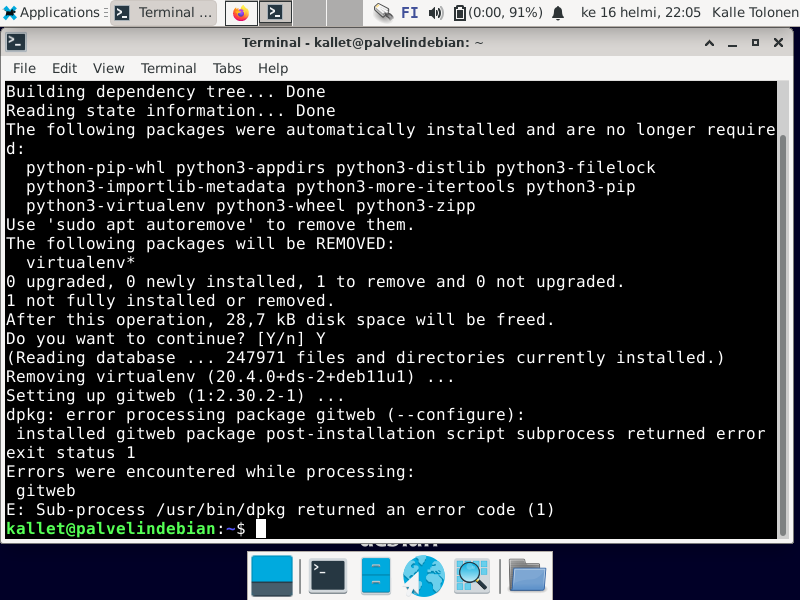 Applications
Terminal ...
FI
(0:00, 91%)
ke 16 helmi, 22:05
Kalle Tolonen
Terminal - kallet@palvelindebian: ~
File Edit View Terminal Tabs Help
Building dependency tree... Done
Reading state information... Done
The following packages were automatically installed and are no longer require
d:
  python-pip-whl python3-appdirs python3-distlib python3-filelock
  python3-importlib-metadata python3-more-itertools python3-pip
  python3-virtualenv python3-wheel python3-zipp
Use 'sudo apt autoremove' to remove them.
The following packages will be REMOVED:
  virtualenv*
0 upgraded, 0 newly installed, 1 to remove and 0 not upgraded.
1 not fully installed or removed.
After this operation, 28,7 kB disk space will be freed.
Do you want to continue? [Y/n] Y
(Reading database ... 247971 files and directories currently installed.)
Removing virtualenv (20.4.0+ds-2+deb11u1) ...
Setting up gitweb (1:2.30.2-1) ...
dpkg: error processing package gitweb (--configure):
 installed gitweb package post-installation script subprocess returned error
exit status 1
Errors were encountered while processing:
 gitweb
E: Sub-process /usr/bin/dpkg returned an error code (1)
kallet@palvelindebian:~$